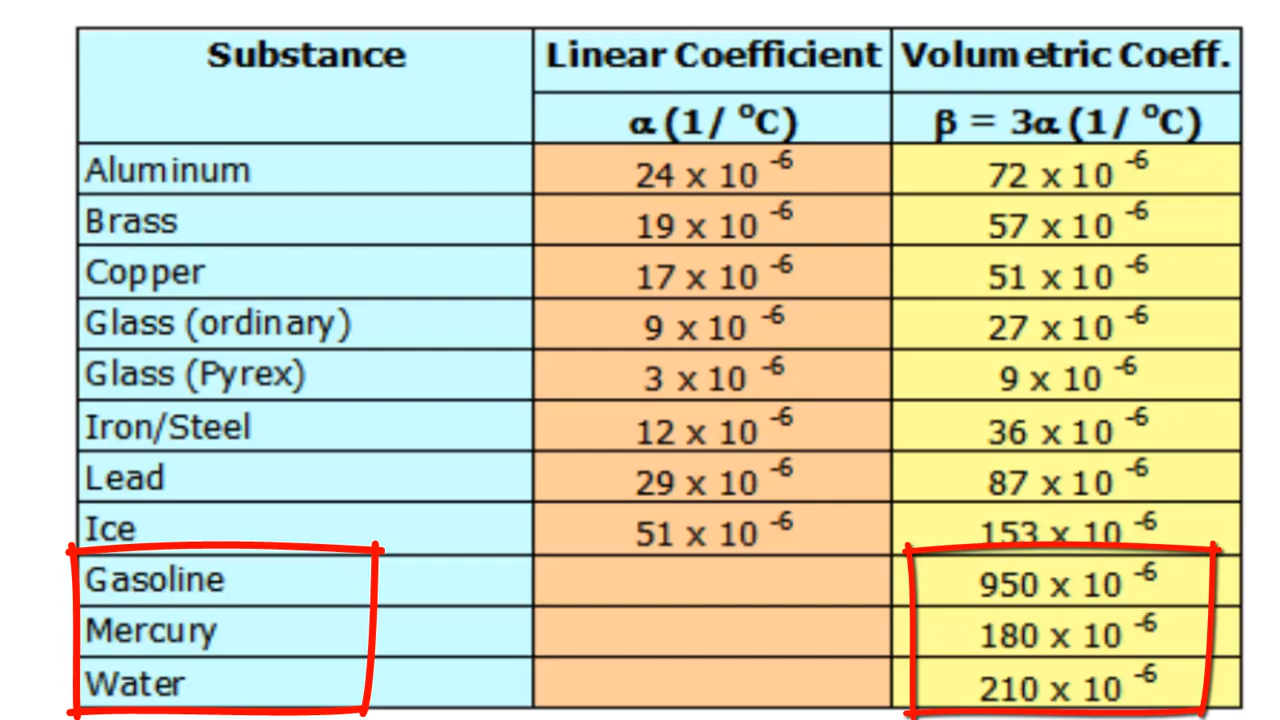 Substance Linear Coefficient Volumetric Coeff.
α (1/ ⁰C) β = 3α (1/ ⁰C)
Aluminum 24 x 10 ⁻⁶ 72 x 10 ⁻⁶
Brass 19 x 10 ⁻⁶ 57 x 10 ⁻⁶
Copper 17 x 10 ⁻⁶ 51 x 10 ⁻⁶
Glass (ordinary) 9 x 10 ⁻⁶ 27 x 10 ⁻⁶
Glass (Pyrex) 3 x 10 ⁻⁶ 9 x 10 ⁻⁶
Iron/Steel 12 x 10 ⁻⁶ 36 x 10 ⁻⁶
Lead 29 x 10 ⁻⁶ 87 x 10 ⁻⁶
Ice 51 x 10 ⁻⁶ 153 x 10 ⁻⁶
Gasoline 950 x 10 ⁻⁶
Mercury 180 x 10 ⁻⁶
Water 210 x 10 ⁻⁶